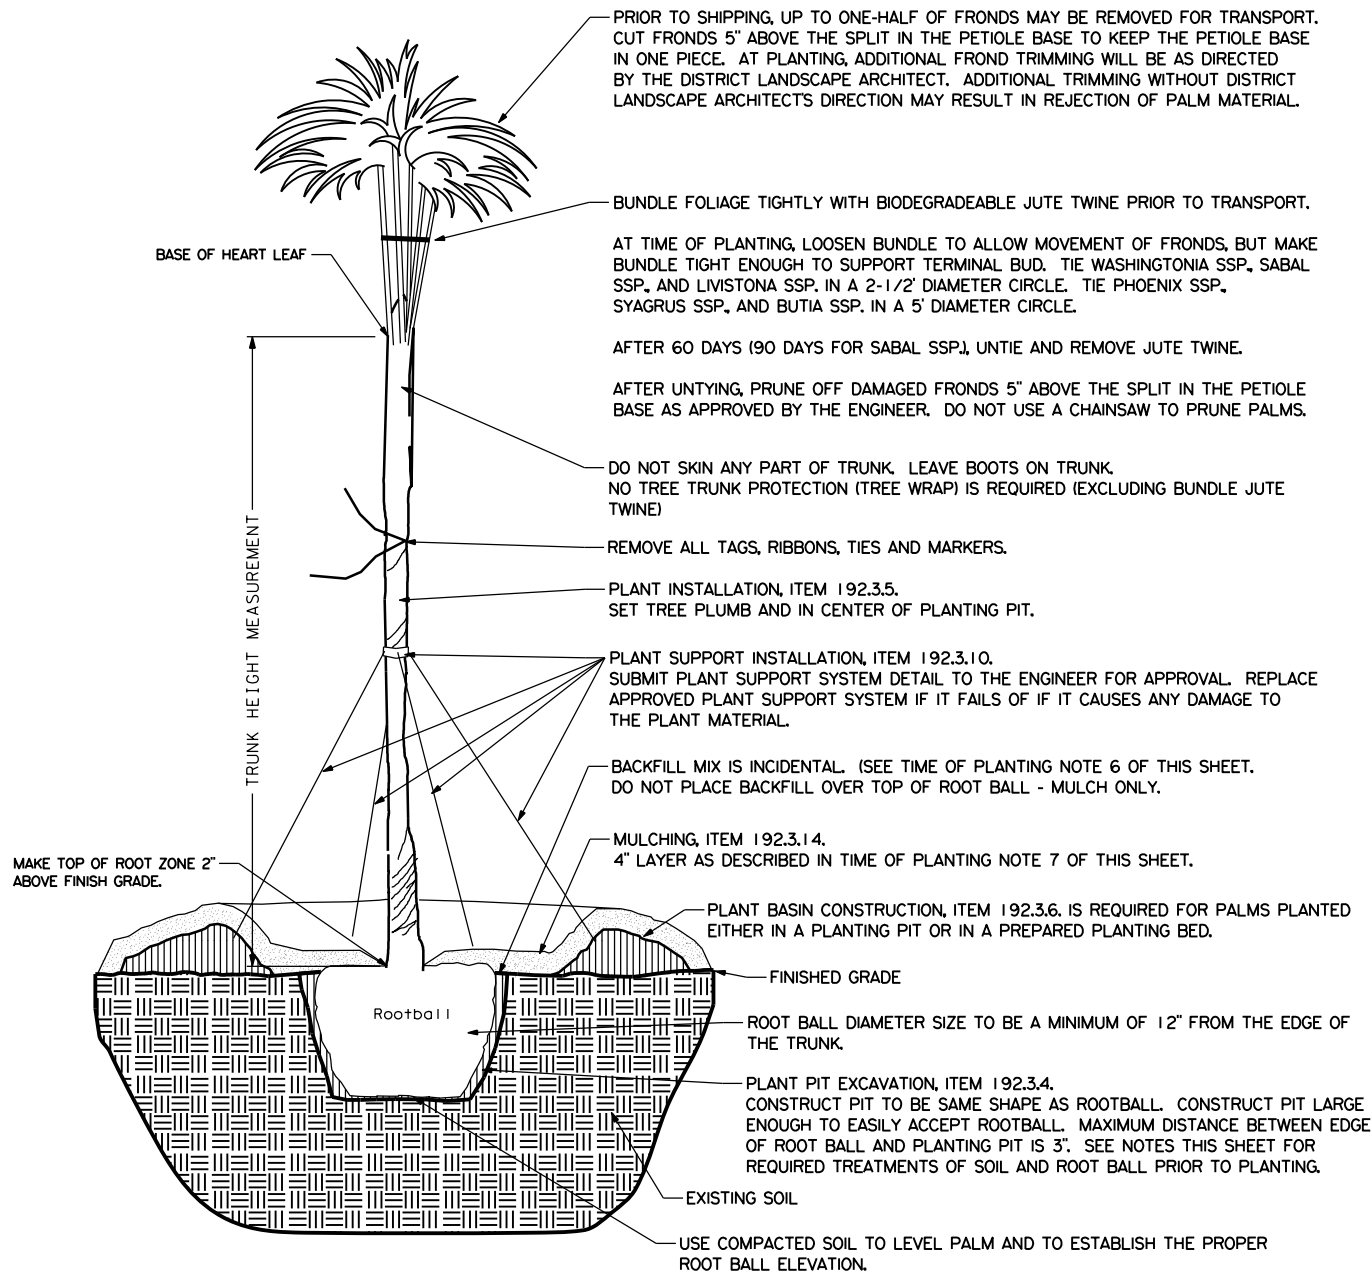 PRIOR TO SHIPPING, UP TO ONE-HALF OF FRONDS MAY BE REMOVED FOR TRANSPORT.
CUT FRONDS 5" ABOVE THE SPLIT IN THE PETIOLE BASE TO KEEP THE PETIOLE BASE
IN ONE PIECE. AT PLANTING, ADDITIONAL FROND TRIMMING WILL BE AS DIRECTED
BY THE DISTRICT LANDSCAPE ARCHITECT. ADDITIONAL TRIMMING WITHOUT DISTRICT
LANDSCAPE ARCHITECT'S DIRECTION MAY RESULT IN REJECTION OF PALM MATERIAL.
BUNDLE FOLIAGE TIGHTLY WITH BIODEGRADEABLE JUTE TWINE PRIOR TO TRANSPORT.
AT TIME OF PLANTING, LOOSEN BUNDLE TO ALLOW MOVEMENT OF FRONDS, BUT MAKE
BUNDLE TIGHT ENOUGH TO SUPPORT TERMINAL BUD. TIE WASHINGTONIA SSP., SABAL
SSP., AND LIVISTONA SSP. IN A 2-1/2' DIAMETER CIRCLE. TIE PHOENIX SSP.,
SYAGRUS SSP., AND BUTIA SSP. IN A 5' DIAMETER CIRCLE.
AFTER 60 DAYS (90 DAYS FOR SABAL SSP.), UNTIE AND REMOVE JUTE TWINE.
AFTER UNTYING, PRUNE OFF DAMAGED FRONDS 5" ABOVE THE SPLIT IN THE PETIOLE
BASE AS APPROVED BY THE ENGINEER. DO NOT USE A CHAINSAW TO PRUNE PALMS.
BASE OF HEART LEAF
DO NOT SKIN ANY PART OF TRUNK. LEAVE BOOTS ON TRUNK.
NO TREE TRUNK PROTECTION (TREE WRAP) IS REQUIRED (EXCLUDING BUNDLE JUTE
TWINE)
REMOVE ALL TAGS, RIBBONS, TIES AND MARKERS.
PLANT INSTALLATION, ITEM 192.3.5.
SET TREE PLUMB AND IN CENTER OF PLANTING PIT.
TRUNK HEIGHT MEASUREMENT
PLANT SUPPORT INSTALLATION, ITEM 192.3.10.
SUBMIT PLANT SUPPORT SYSTEM DETAIL TO THE ENGINEER FOR APPROVAL. REPLACE
APPROVED PLANT SUPPORT SYSTEM IF IT FAILS OF IF IT CAUSES ANY DAMAGE TO
THE PLANT MATERIAL.
BACKFILL MIX IS INCIDENTAL. (SEE TIME OF PLANTING NOTE 6 OF THIS SHEET.
DO NOT PLACE BACKFILL OVER TOP OF ROOT BALL - MULCH ONLY.
MULCHING, ITEM 192.3.14.
4" LAYER AS DESCRIBED IN TIME OF PLANTING NOTE 7 OF THIS SHEET.
MAKE TOP OF ROOT ZONE 2"
ABOVE FINISH GRADE.
PLANT BASIN CONSTRUCTION, ITEM 192.3.6. IS REQUIRED FOR PALMS PLANTED
EITHER IN A PLANTING PIT OR IN A PREPARED PLANTING BED.
FINISHED GRADE
Rootball
ROOT BALL DIAMETER SIZE TO BE A MINIMUM OF 12" FROM THE EDGE OF
THE TRUNK.
PLANT PIT EXCAVATION, ITEM 192.3.4.
CONSTRUCT PIT TO BE SAME SHAPE AS ROOTBALL. CONSTRUCT PIT LARGE
ENOUGH TO EASILY ACCEPT ROOTBALL. MAXIMUM DISTANCE BETWEEN EDGE
OF ROOT BALL AND PLANTING PIT IS 3". SEE NOTES THIS SHEET FOR
REQUIRED TREATMENTS OF SOIL AND ROOT BALL PRIOR TO PLANTING.
EXISTING SOIL
USE COMPACTED SOIL TO LEVEL PALM AND TO ESTABLISH THE PROPER
ROOT BALL ELEVATION.